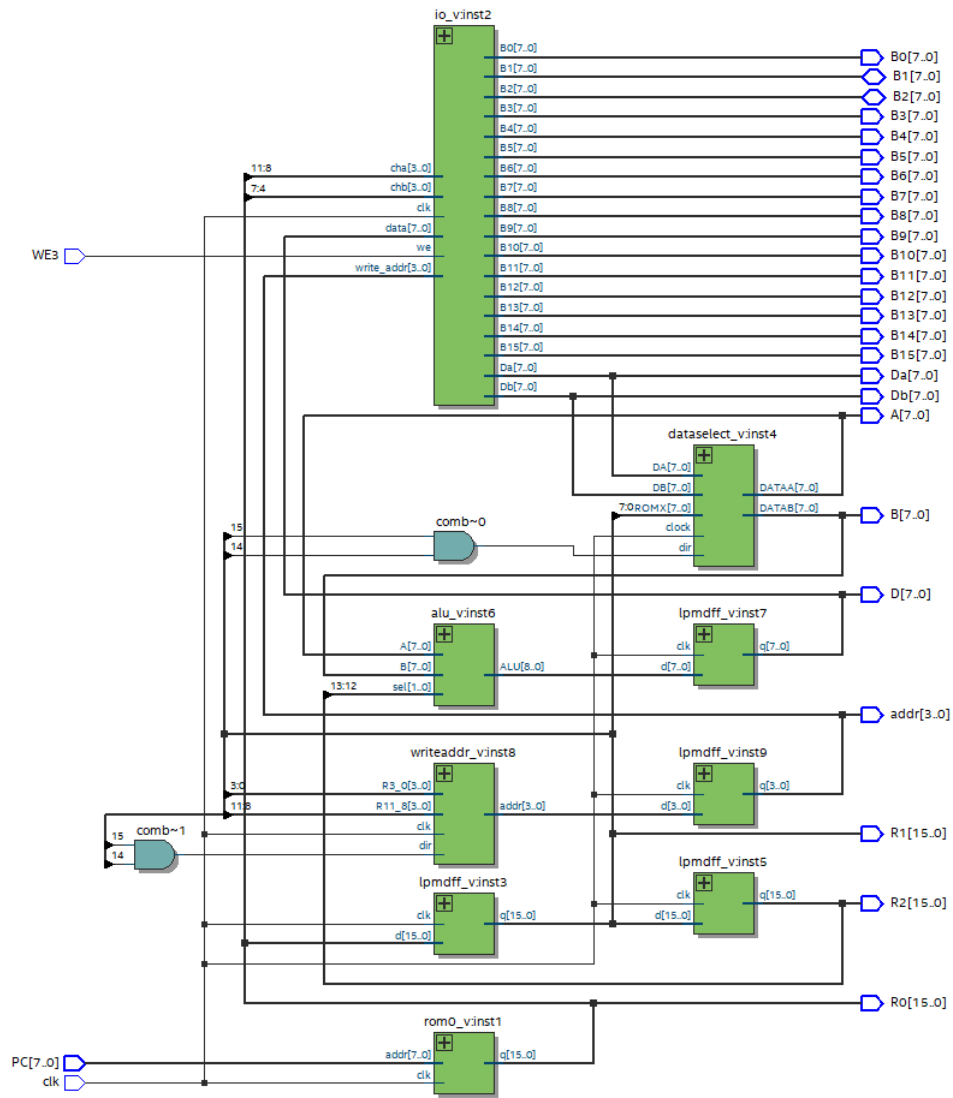 io_v:inst2
B0[7..0]
B0[7..0]
B1[7..0]
B1[7..0]
B2[7..0]
B2[7..0]
B3[7..0]
B3[7..0]
B4[7..0]
B4[7..0]
B5[7..0]
B5[7..0]
11:8
cha[3..0]
B6[7..0]
B6[7..0]
7:4
chb[3..0]
B7[7..0]
B7[7..0]
clk
B8[7..0]
B8[7..0]
data[7..0]
B9[7..0]
B9[7..0]
WE3
we
B10[7..0]
B10[7..0]
write_addr[3..0]
B11[7..0]
B11[7..0]
B12[7..0]
B12[7..0]
B13[7..0]
B13[7..0]
B14[7..0]
B14[7..0]
B15[7..0]
B15[7..0]
Da[7..0]
Da[7..0]
Db[7..0]
Db[7..0]
A[7..0]
dataselect_v:inst4
DA[7..0]
DB[7..0]
DATAA[7..0]
7:0
ROMX[7..0]
DATAB[7..0]
B[7..0]
15
comb~0
clock
14
dir
D[7..0]
alu_v:inst6
lpmdff_v:inst7
A[7..0]
clk
q[7..0]
B[7..0]
ALU[8..0]
d[7..0]
13:12
sel[1..0]
addr[3..0]
writeaddr_v:inst8
lpmdff_v:inst9
3:0
R3_0[3..0]
clk
q[3..0]
11:8
R11_8[3..0]
addr[3..0]
d[3..0]
comb~1
clk
R1[15..0]
15
14
dir
lpmdff_v:inst3
lpmdff_v:inst5
clk
q[15..0]
R2[15..0]
clk
q[15..0]
d[15..0]
d[15..0]
R0[15..0]
rom0_v:inst1
PC[7..0]
addr[7..0]
q[15..0]
clk
clk